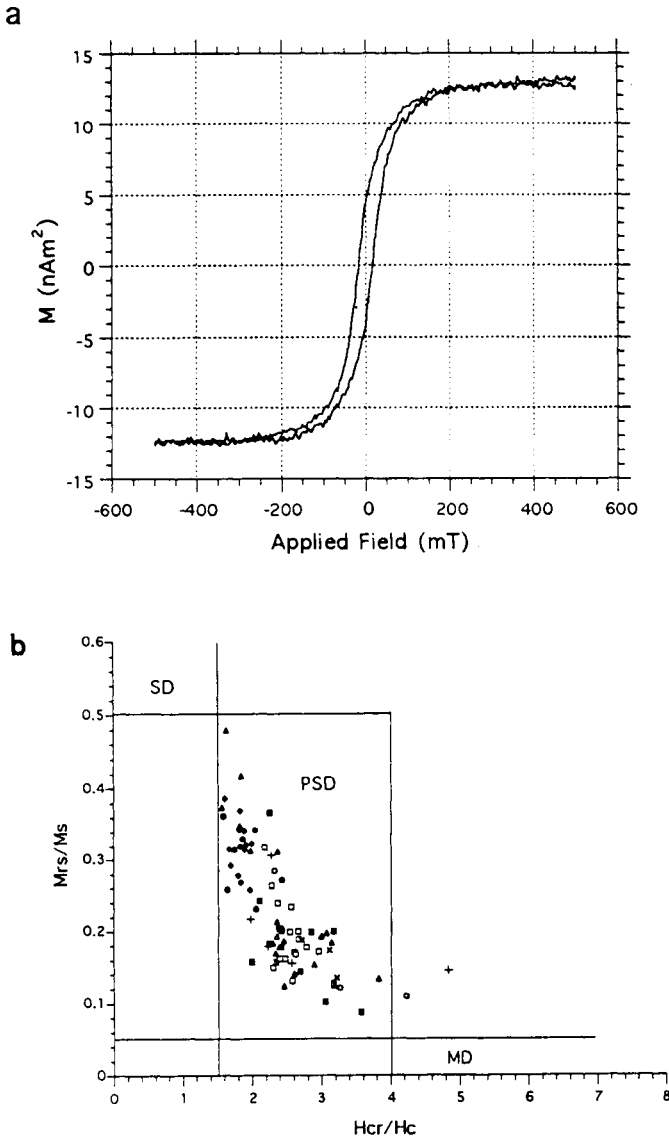 a
15
10
5
0
-5
-10
-15
M (nAm²)
-600 -400 -200 0 200 400 600
Applied Field (mT)
b
0.6
0.5
0.4
0.3
0.2
0.1
0
Mrs/Ms
SD
PSD
MD
0 1 2 3 4 5 6 7 8
Hcr/Hc